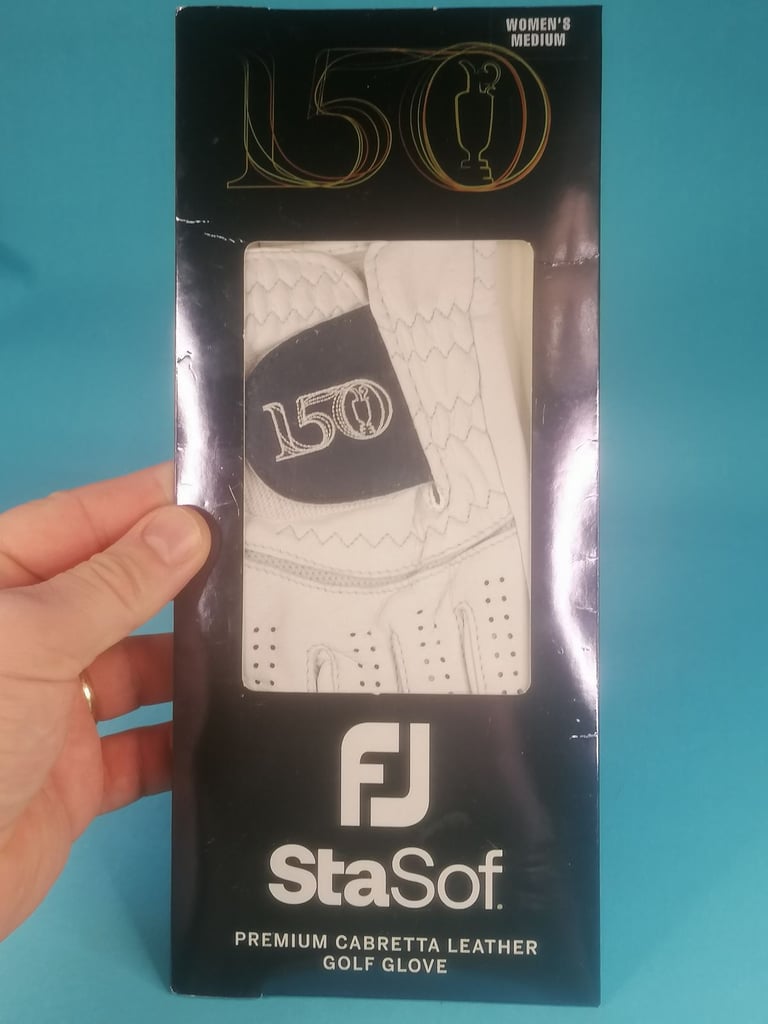 WOMEN'S
MEDIUM
150
150
FJ
StaSof.
PREMIUM CABRETTA LEATHER
GOLF GLOVE